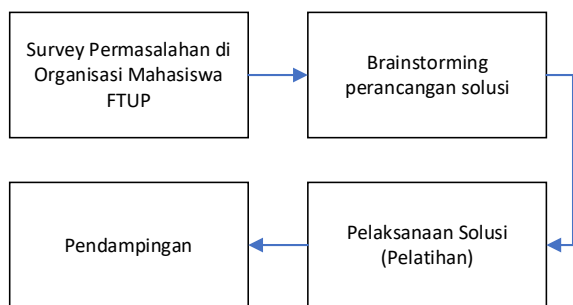 Survey Permasalahan di
Organisasi Mahasiswa
FTUP
Brainstorming
perancangan solusi
Pelaksanaan Solusi
(Pelatihan)
Pendampingan